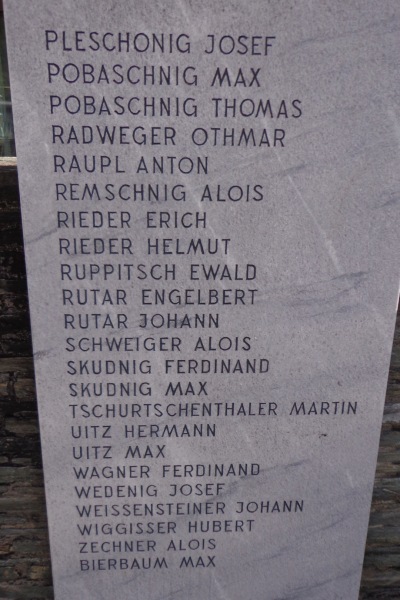 PLESCHONIG JOSEF
POBASCHNIG MAX
POBASCHNIG THOMAS
RADWEGER OTHMAR
RAUPL ANTON
REMSCHNIG ALOIS
RIEDER ERICH
RIEDER HELMUT
RUPPITSCH EWALD
RUTAR ENGELBERT
RUTAR JOHANN
SCHWEIGER ALOIS
SKUDNIG FERDINAND
SKUDNIG MAX
TSCHURTSCHENTHALER MARTIN
UITZ HERMANN
UITZ MAX
WAGNER FERDINAND
WEDENIG JOSEF
WEISSENSTEINER JOHANN
WIGGISSER HUBERT
ZECHNER ALOIS
BIERBAUM MAX